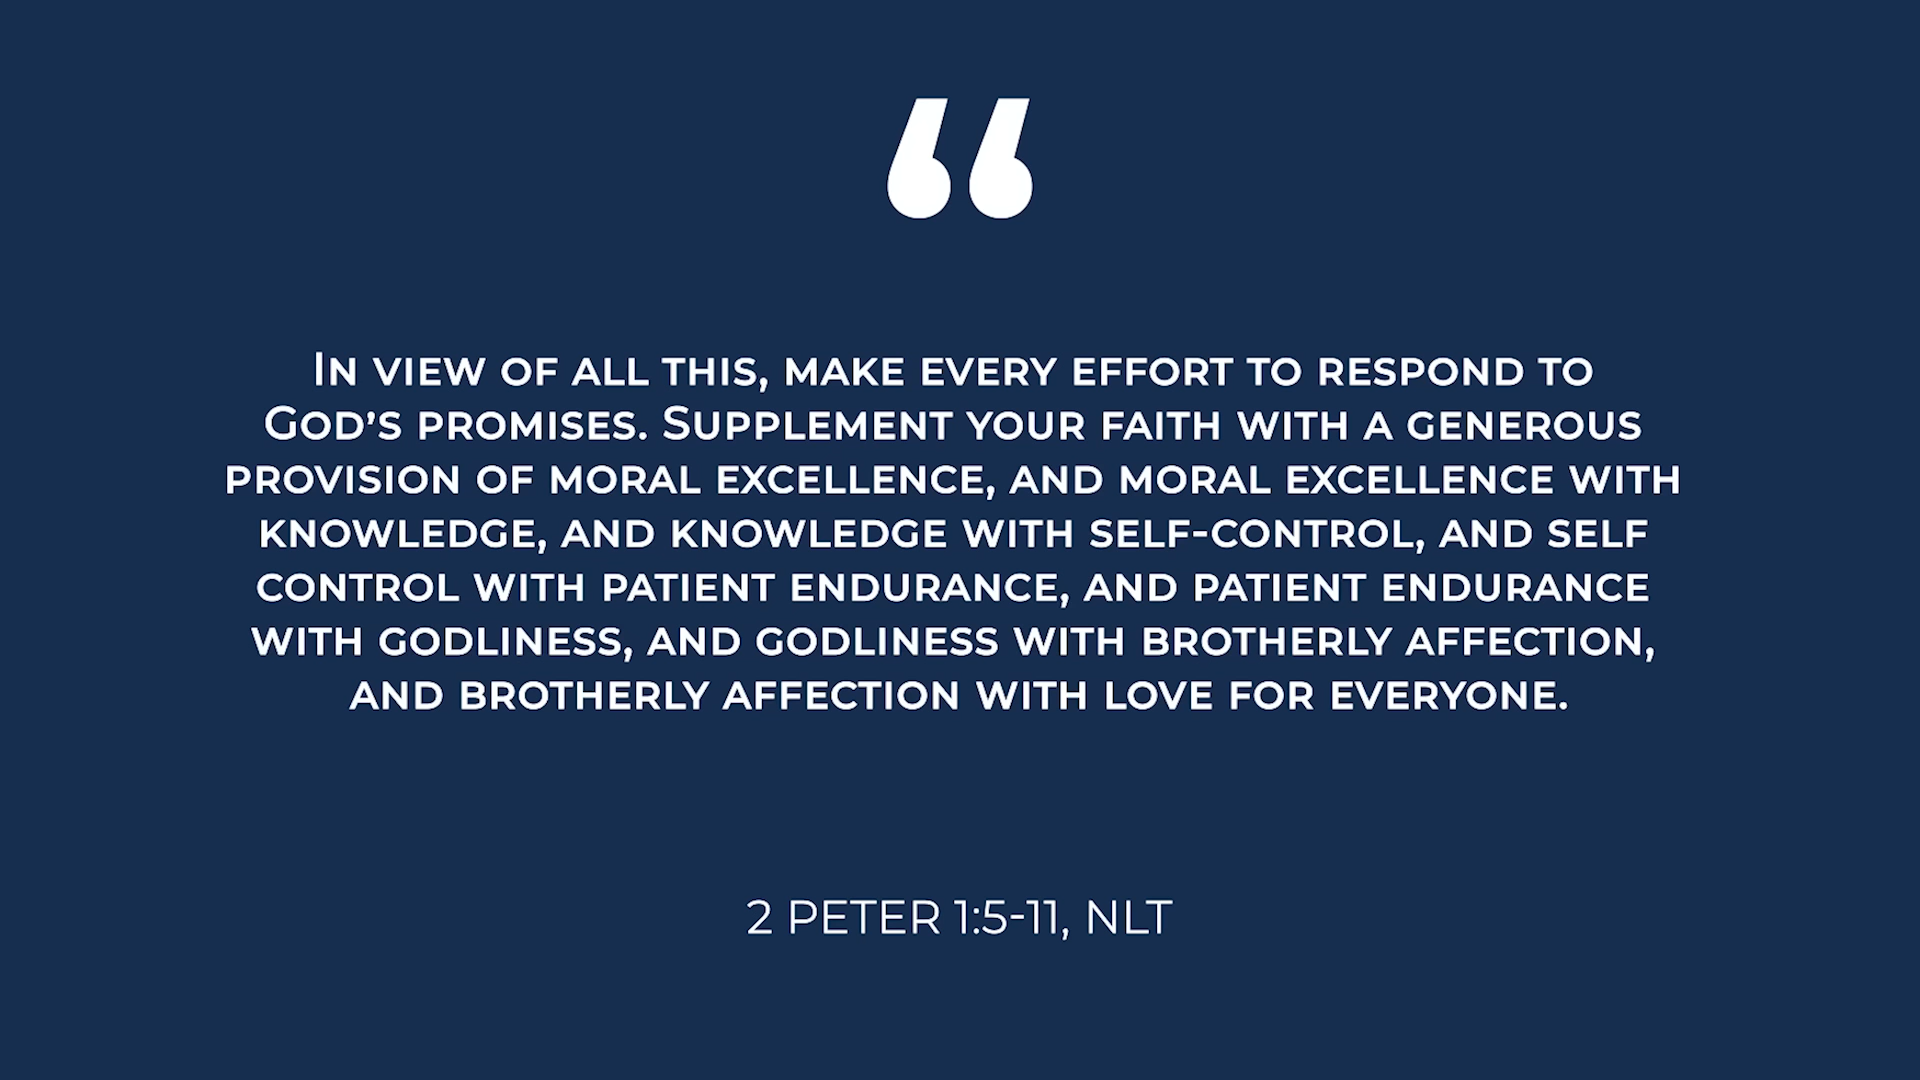 “
In view of all this, make every effort to respond to
God’s promises. Supplement your faith with a generous
provision of moral excellence, and moral excellence with
knowledge, and knowledge with self-control, and self
control with patient endurance, and patient endurance
with godliness, and godliness with brotherly affection,
and brotherly affection with love for everyone.
2 PETER 1:5-11, NLT